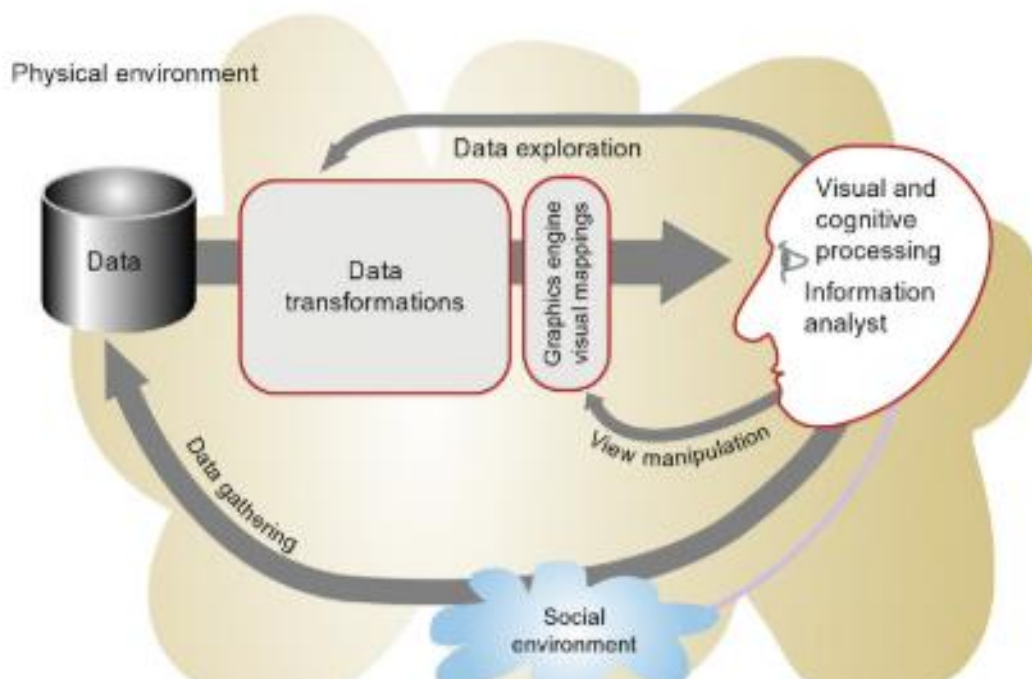 Physical environment
Data exploration
Data
Data
transformations
Graphics engine
visual mappings
Visual and
cognitive
processing
Information
analyst
View manipulation
Data gathering
Social
environment